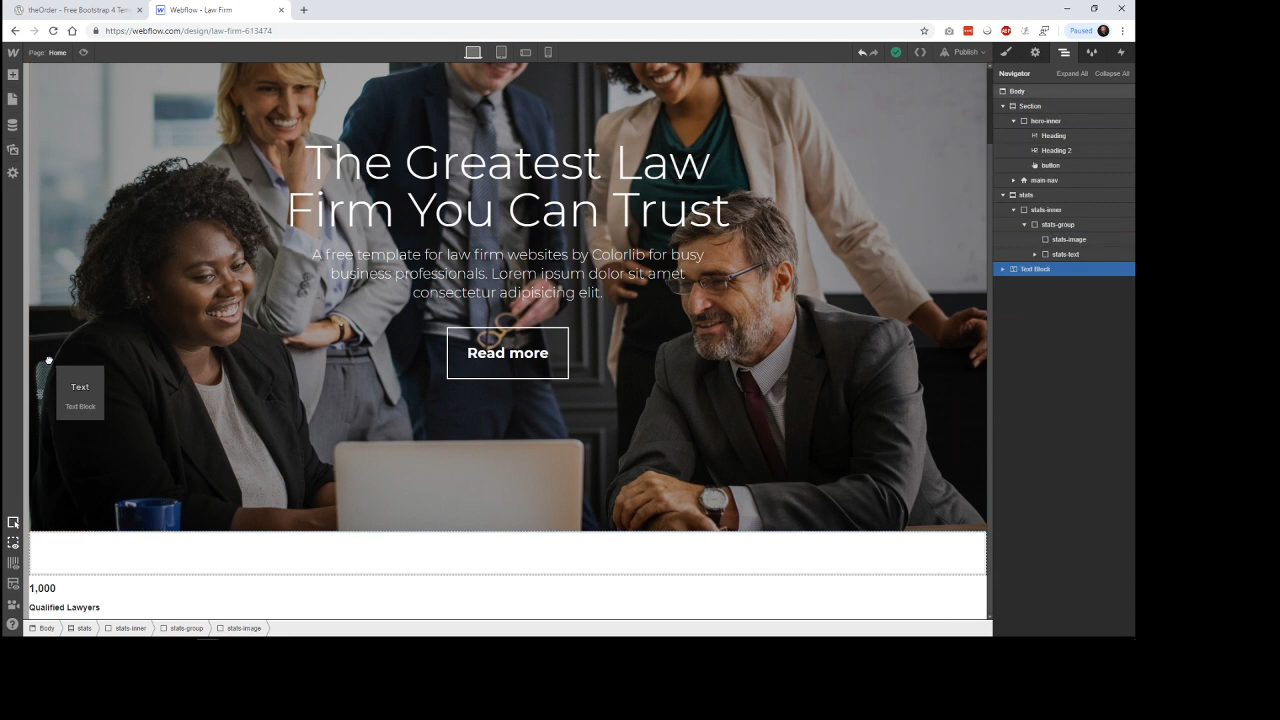 theOrder - Free Bootstrap 4 Tem
Webflow - Law Firm
https://webflow.com/design/law-firm-613474
Paused
Page: Home
Publish
Navigator
Expand All
Collapse All
Body
Section
hero-inner
Heading
Heading 2
button
main-nav
stats
stats-inner
stats-group
stats-image
stats-text
Text Block
The Greatest Law
Firm You Can Trust
A free template for law firm websites by Colorlib for busy
business professionals. Lorem ipsum dolor sit amet
consectetur adipisicing elit.
Read more
Text
Text Block
1,000
Qualified Lawyers
Body
stats
stats-inner
stats-group
stats-image